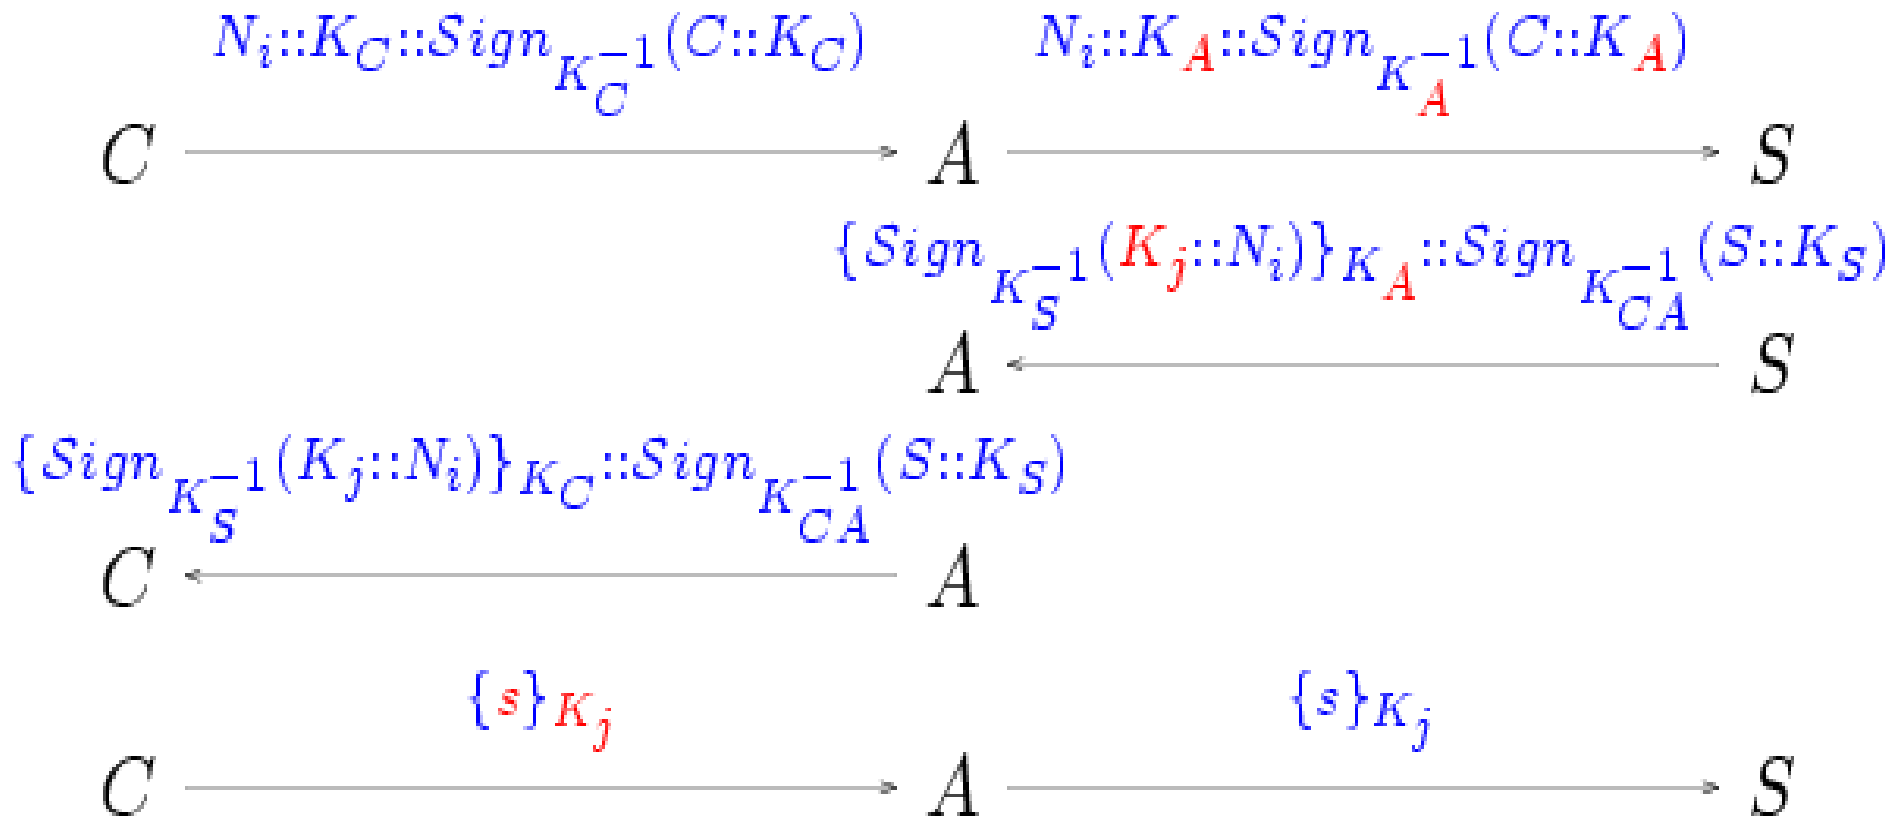 N_i::K_C::Sign_{K_C^{-1}}(C::K_C) N_i::K_A::Sign_{K_A^{-1}}(C::K_A)
C A S
{Sign_{K_S^{-1}}(K_j::N_i)}_{K_A}::Sign_{K_{CA}^{-1}}(S::K_S)
A S
{Sign_{K_S^{-1}}(K_j::N_i)}_{K_C}::Sign_{K_{CA}^{-1}}(S::K_S)
C A
{s}_{K_j} {s}_{K_j}
C A S